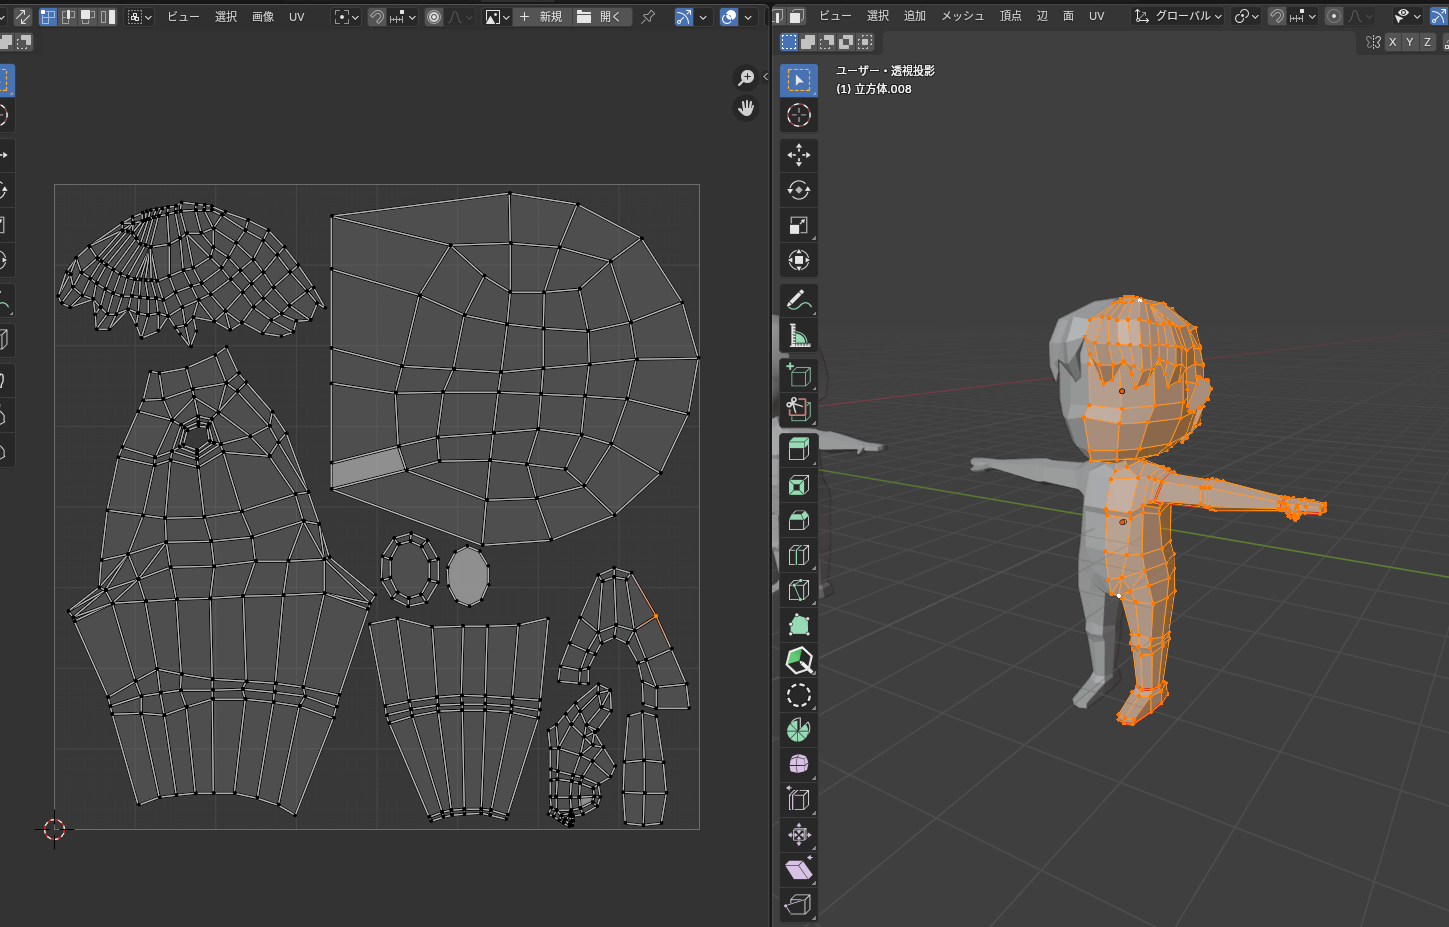 ビュー 選択 画像 UV 新規 開く
ビュー 選択 追加 メッシュ 頂点 辺 面 UV グローバル
X Y Z
ユーザー・透視投影
(1) 立方体.008